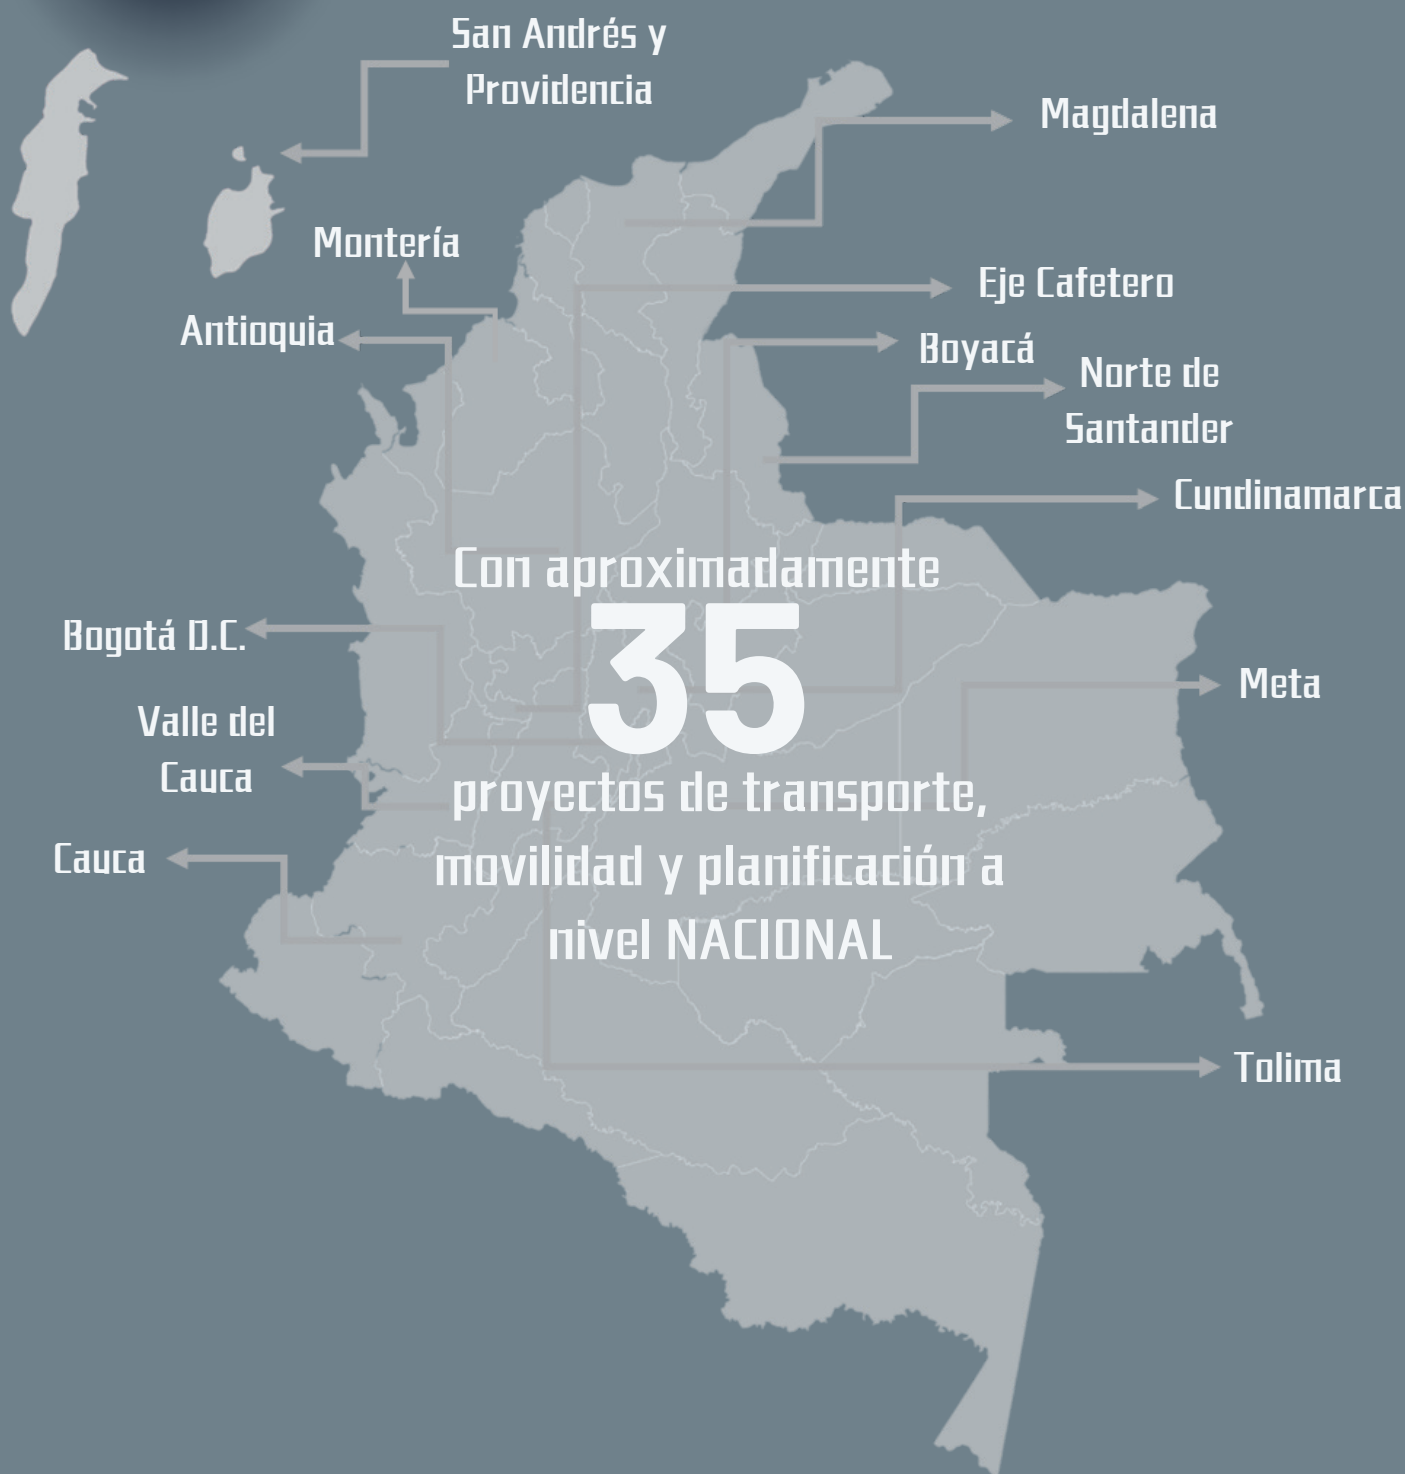 San Andrés y
Providencia
Magdalena
Montería
Eje Cafetero
Antioquia
Boyacá
Norte de
Santander
Cundinamarca
Con aproximadamente
35
proyectos de transporte,
movilidad y planificación a
nivel NACIONAL
Bogotá D.C.
Meta
Valle del
Cauca
Cauca
Tolima